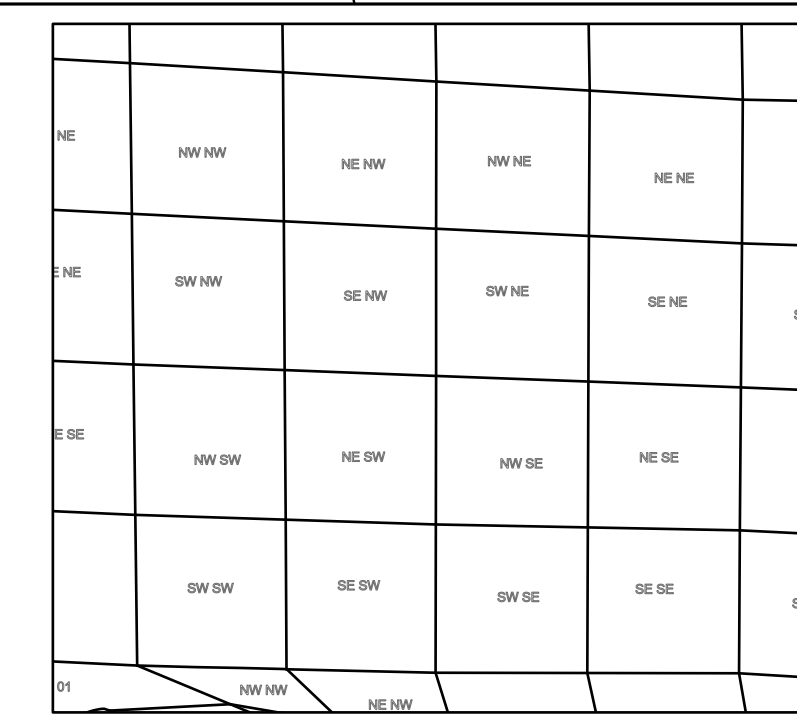 NE
NW NW
NE NW
NW NE
NE NE
E NE
SW NW
SE NW
SW NE
SE NE
E SE
NW SW
NE SW
NW SE
NE SE
SW SW
SE SW
SW SE
SE SE
01
NW NW
NE NW